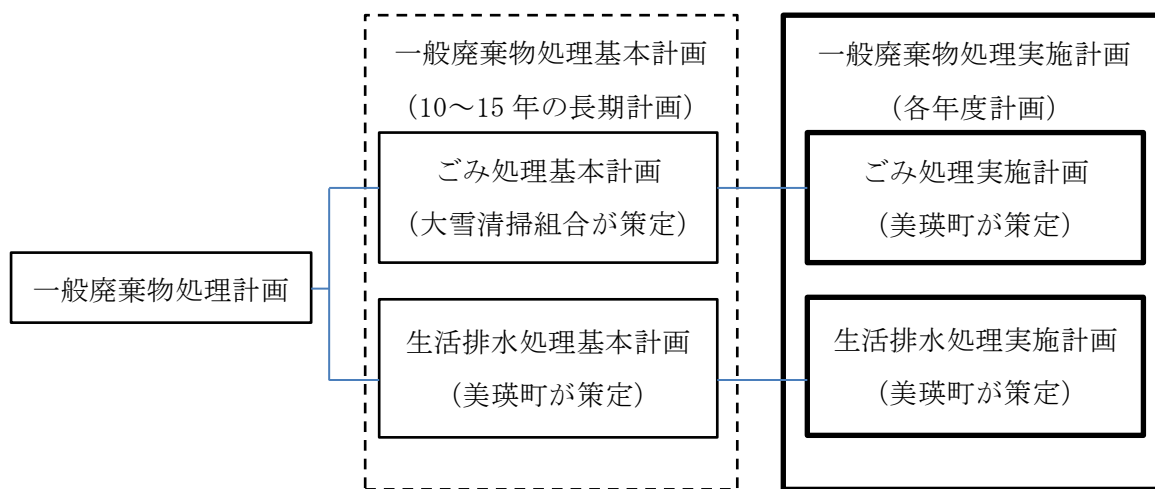 一般廃棄物処理計画
一般廃棄物処理基本計画
（10～15 年の長期計画）
ごみ処理基本計画
（大雪清掃組合が策定）
生活排水処理基本計画
（美瑛町が策定）
一般廃棄物処理実施計画
（各年度計画）
ごみ処理実施計画
（美瑛町が策定）
生活排水処理実施計画
（美瑛町が策定）